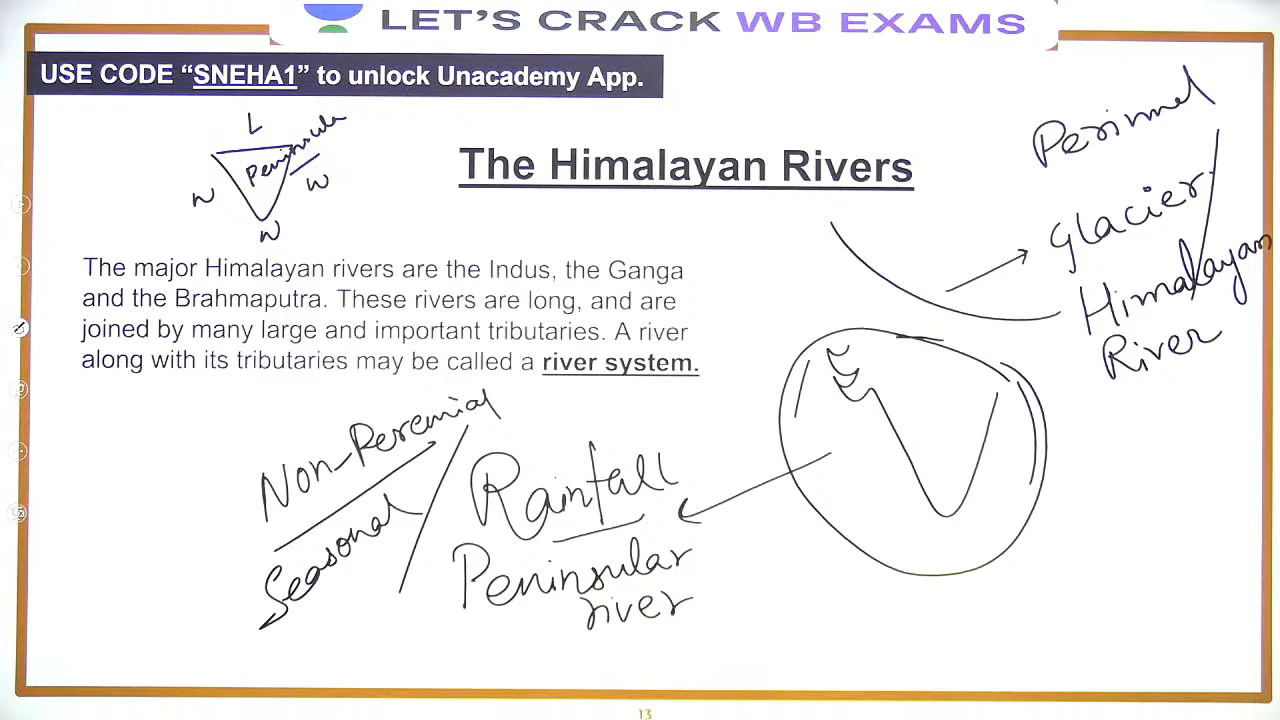 LET'S CRACK WB EXAMS
USE CODE “SNEHA1” to unlock Unacademy App.
L
Peninsula
W
W
W
The Himalayan Rivers
Perinnel
Glacier
Himalayan
River
The major Himalayan rivers are the Indus, the Ganga
and the Brahmaputra. These rivers are long, and are
joined by many large and important tributaries. A river
along with its tributaries may be called a river system.
Non-Perennial
Seasonal
Rainfall
Peninsular
river
13